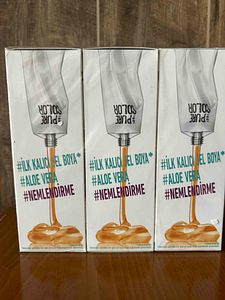 #PURE
COLOR
#İLK KALICI JEL BOYA*
#ALOE VERA
#NEMLENDİRME
#PURE
COLOR
#İLK KALICI JEL BOYA*
#ALOE VERA
#NEMLENDİRME
#PURE
COLOR
#İLK KALICI JEL BOYA*
#ALOE VERA
#NEMLENDİRME